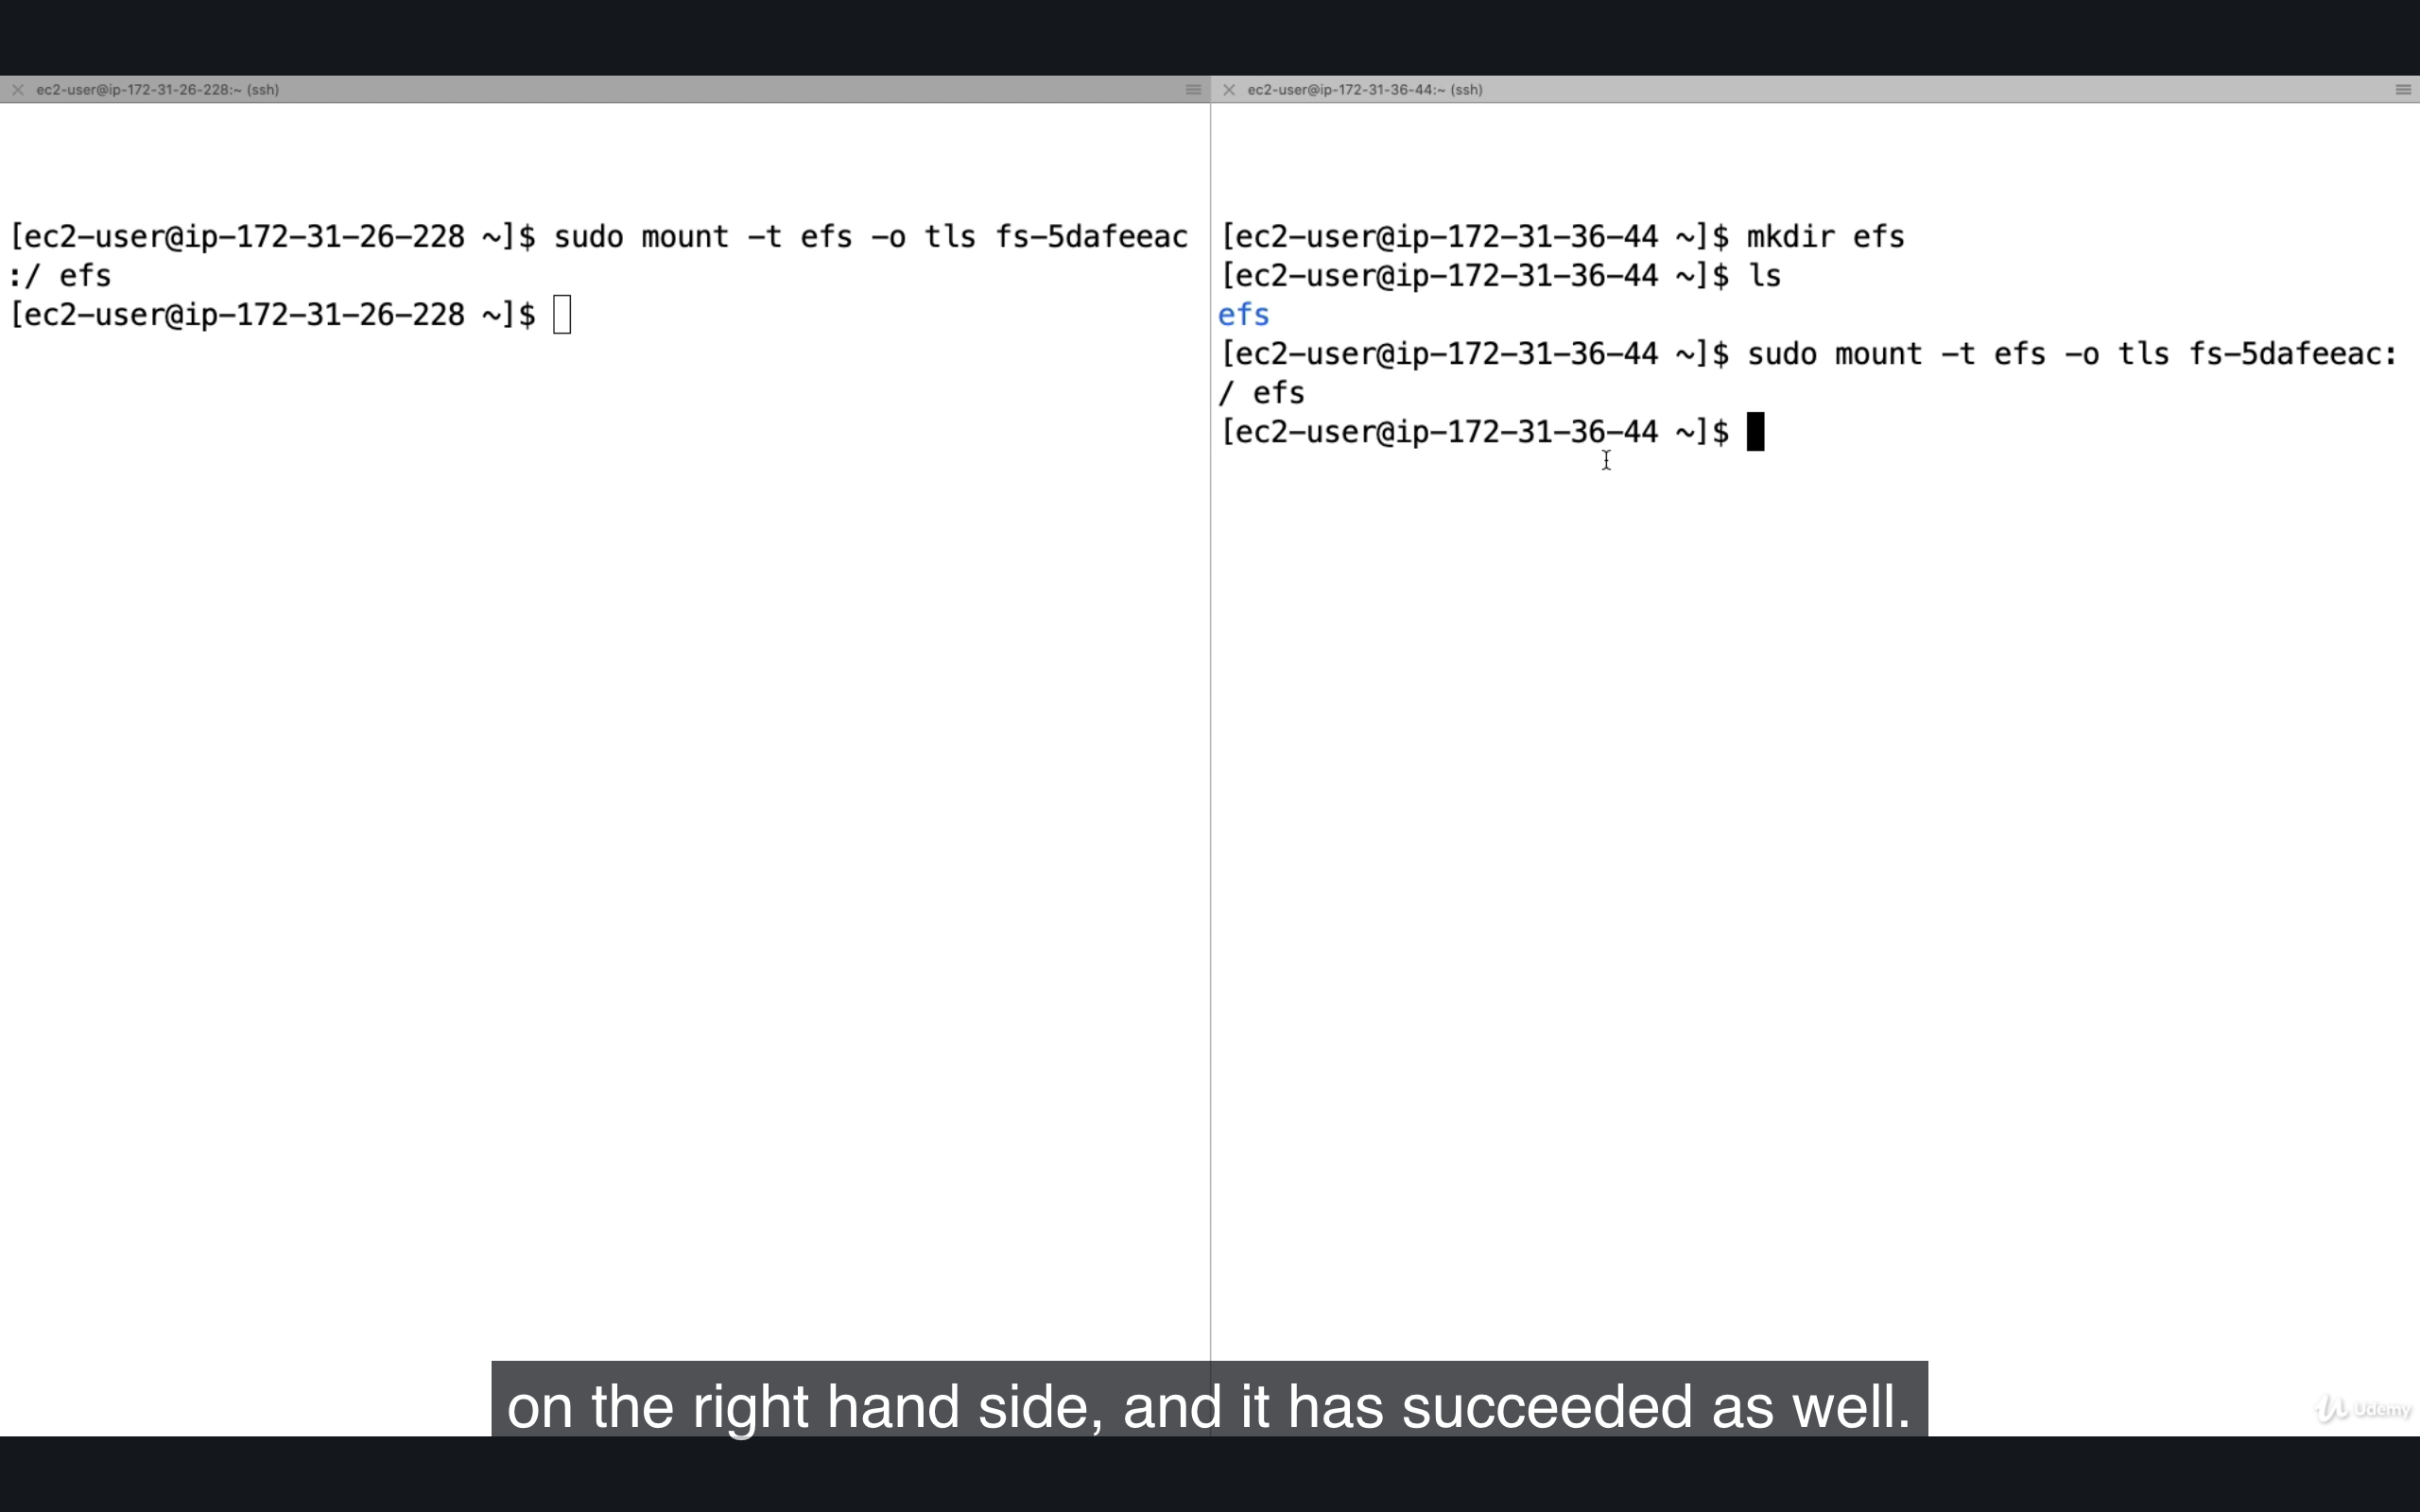 ec2-user@ip-172-31-26-228:~ (ssh)
[ec2-user@ip-172-31-26-228 ~]$ sudo mount -t efs -o tls fs-5dafeeac
:/ efs
[ec2-user@ip-172-31-26-228 ~]$
ec2-user@ip-172-31-36-44:~ (ssh)
[ec2-user@ip-172-31-36-44 ~]$ mkdir efs
[ec2-user@ip-172-31-36-44 ~]$ ls
efs
[ec2-user@ip-172-31-36-44 ~]$ sudo mount -t efs -o tls fs-5dafeeac:
/ efs
[ec2-user@ip-172-31-36-44 ~]$
on the right hand side, and it has succeeded as well.
Udemy